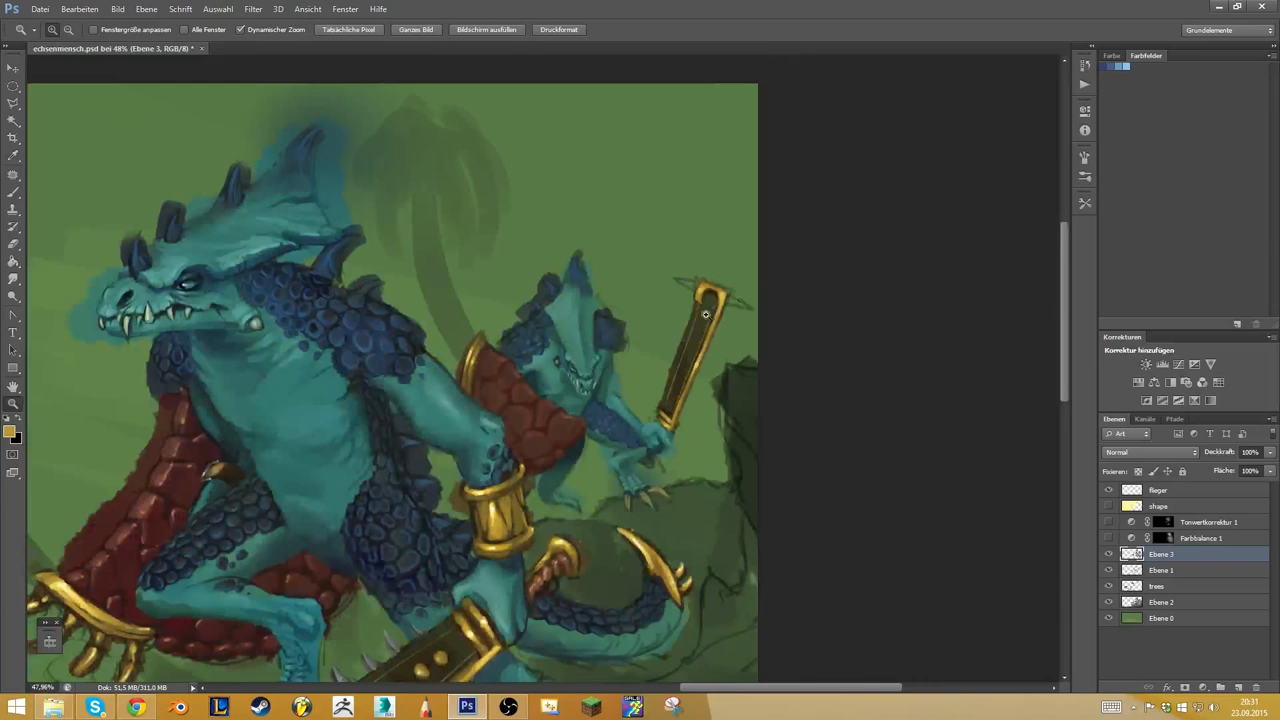 Ps Datei Bearbeiten Bild Ebene Schrift Auswahl Filter 3D Ansicht Fenster Hilfe
Fenstergröße anpassen Alle Fenster Dynamischer Zoom Tatsächliche Pixel Ganzes Bild Bildschirm ausfüllen Druckformat Grundelemente
echsenmensch.psd bei 48% (Ebene 3, RGB/8) * ×
Farbe Farbfelder
Korrekturen
Korrektur hinzufügen
Ebenen Kanäle Pfade
Art
Normal Deckkraft: 100%
Fixieren: Fläche: 100%
flieger
shape
Tonwertkorrektur 1
Farbbalance 1
Ebene 3
Ebene 1
trees
Ebene 2
Ebene 0
47,96% Dok: 51,5 MB/311,0 MB
Ps
20:31
23.09.2015